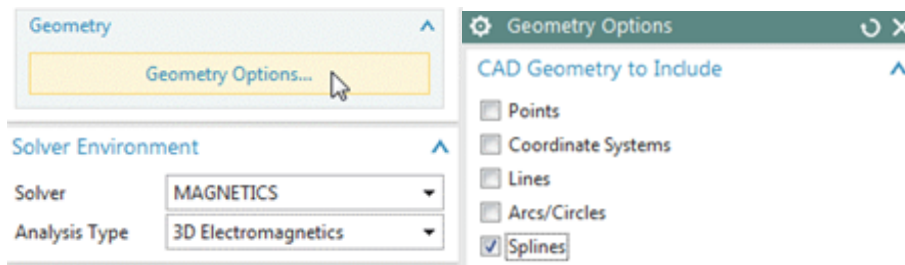 Geometry
Geometry Options...
Solver Environment
Solver MAGNETICS
Analysis Type 3D Electromagnetics
Geometry Options
CAD Geometry to Include
Points
Coordinate Systems
Lines
Arcs/Circles
Splines